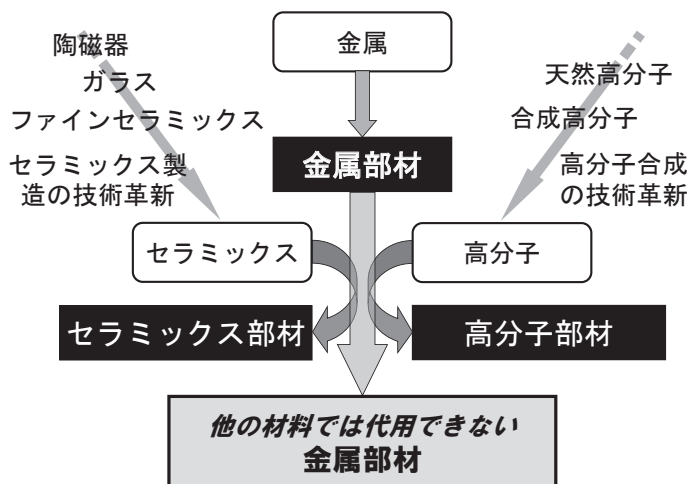 金属
陶磁器
ガラス
ファインセラミックス
セラミックス製
造の技術革新
天然高分子
合成高分子
高分子合成
の技術革新
金属部材
セラミックス
高分子
セラミックス部材
高分子部材
他の材料では代用できない
金属部材